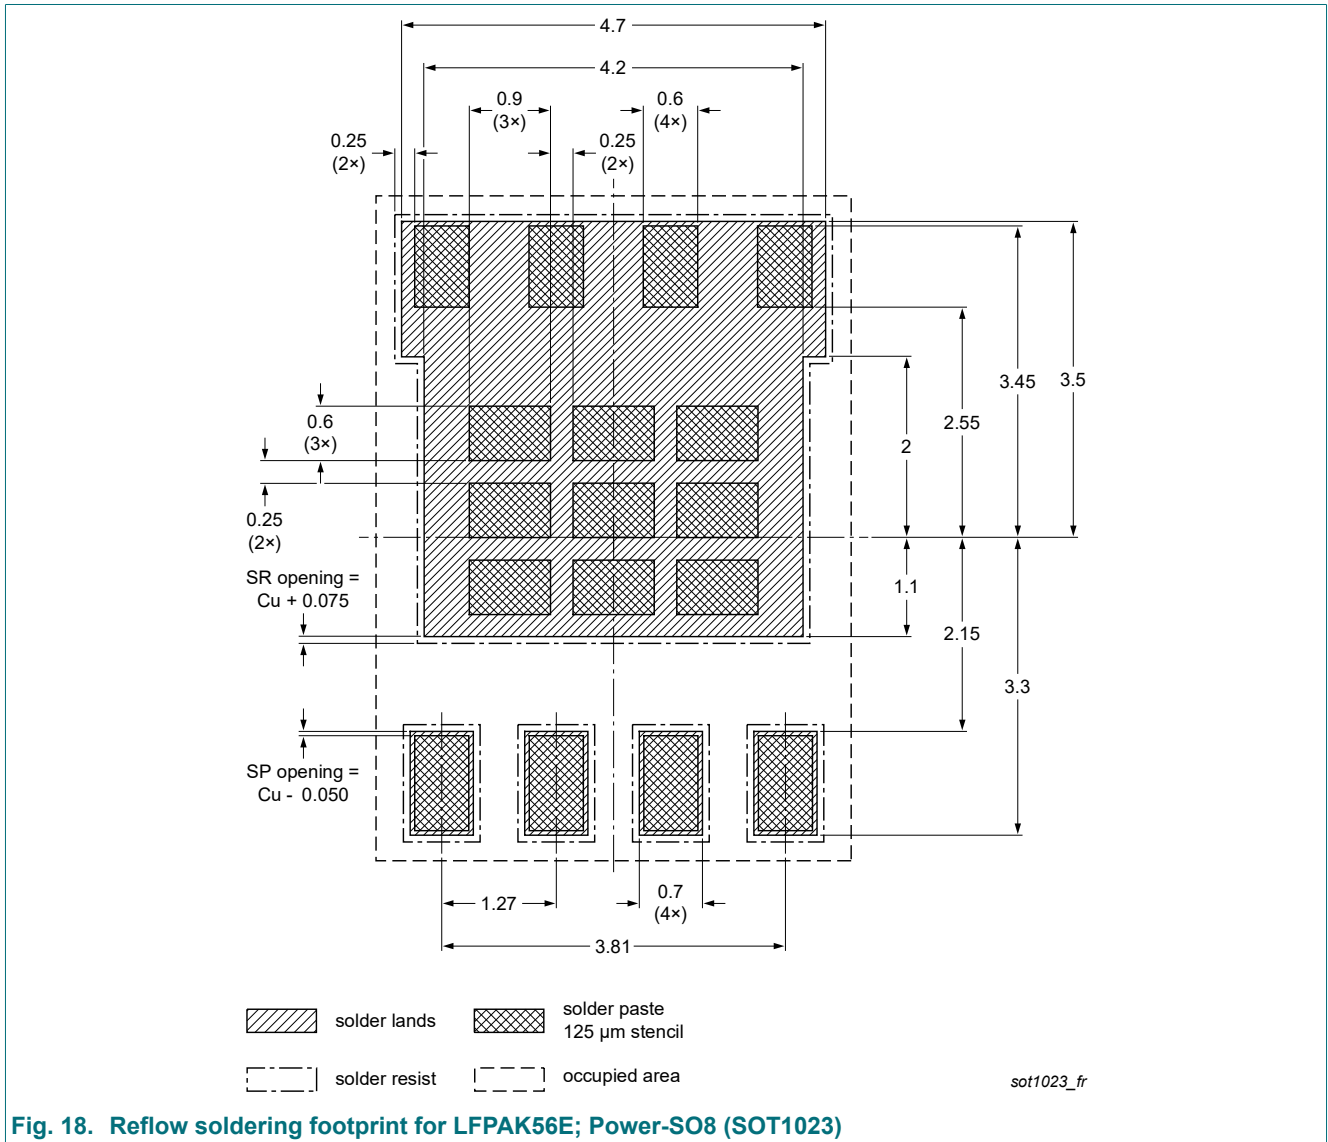 4.7
4.2
0.9
(3×)
0.6
(4×)
0.25
(2×)
0.25
(2×)
3.45
3.5
2.55
2
0.6
(3×)
0.25
(2×)
SR opening =
Cu + 0.075
1.1
2.15
3.3
SP opening =
Cu - 0.050
1.27
0.7
(4×)
3.81
solder lands
solder paste
125 µm stencil
solder resist
occupied area
sot1023_fr
Fig. 18. Reflow soldering footprint for LFPAK56E; Power-SO8 (SOT1023)